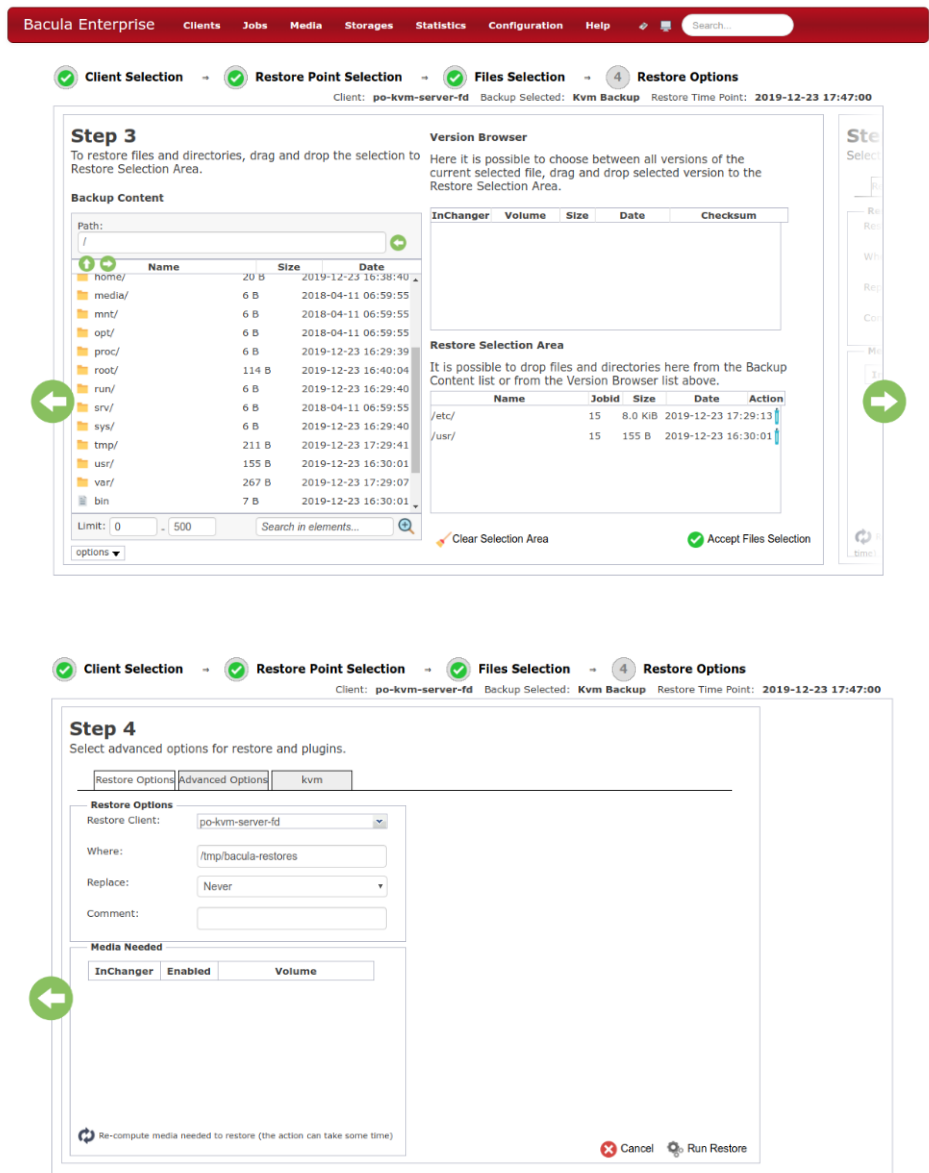 Bacula Enterprise Clients Jobs Media Storages Statistics Configuration Help Search...
Client Selection → Restore Point Selection → Files Selection → 4 Restore Options
Client: po-kvm-server-fd Backup Selected: Kvm Backup Restore Time Point: 2019-12-23 17:47:00
Step 3
To restore files and directories, drag and drop the selection to
Restore Selection Area.
Backup Content
Path:
/
Name Size Date
home/ 20 B 2019-12-23 16:38:40
media/ 6 B 2018-04-11 06:59:55
mnt/ 6 B 2018-04-11 06:59:55
opt/ 6 B 2018-04-11 06:59:55
proc/ 6 B 2019-12-23 16:29:39
root/ 114 B 2019-12-23 16:40:04
run/ 6 B 2019-12-23 16:29:40
srv/ 6 B 2018-04-11 06:59:55
sys/ 6 B 2019-12-23 16:29:40
tmp/ 211 B 2019-12-23 17:29:41
usr/ 155 B 2019-12-23 16:30:01
var/ 267 B 2019-12-23 17:29:07
bin 7 B 2019-12-23 16:30:01
Limit: 0 - 500 Search in elements...
options
Version Browser
Here it is possible to choose between all versions of the
current selected file, drag and drop selected version to the
Restore Selection Area.
InChanger Volume Size Date Checksum
Restore Selection Area
It is possible to drop files and directories here from the Backup
Content list or from the Version Browser list above.
Name JobId Size Date Action
/etc/ 15 8.0 KiB 2019-12-23 17:29:13
/usr/ 15 155 B 2019-12-23 16:30:01
Clear Selection Area Accept Files Selection
Client Selection → Restore Point Selection → Files Selection → 4 Restore Options
Client: po-kvm-server-fd Backup Selected: Kvm Backup Restore Time Point: 2019-12-23 17:47:00
Step 4
Select advanced options for restore and plugins.
Restore Options Advanced Options kvm
Restore Options
Restore Client: po-kvm-server-fd
Where: /tmp/bacula-restores
Replace: Never
Comment:
Media Needed
InChanger Enabled Volume
Re-compute media needed to restore (the action can take some time)
Cancel Run Restore